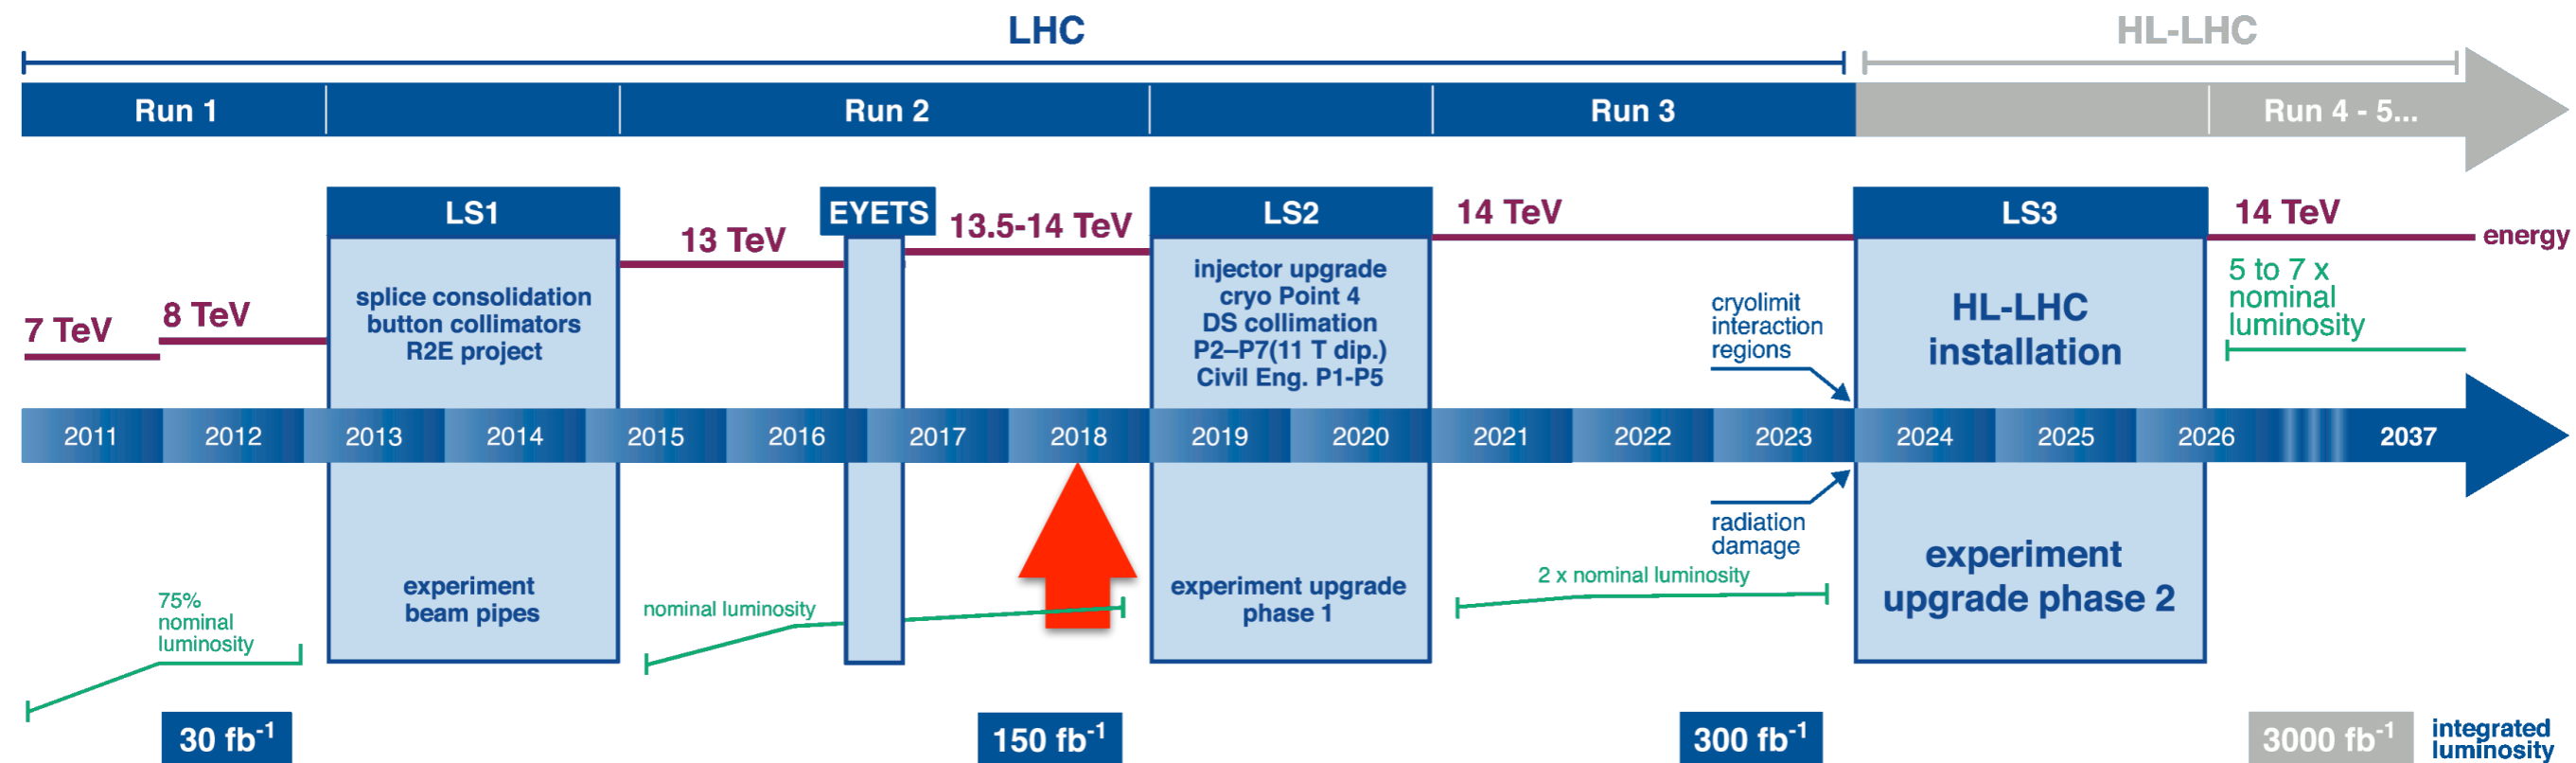 LHC
HL-LHC
Run 1
Run 2
Run 3
Run 4 - 5...
LS1
EYETS
LS2
LS3
7 TeV
8 TeV
13 TeV
13.5-14 TeV
14 TeV
14 TeV
energy
splice consolidation
button collimators
R2E project
injector upgrade
cryo Point 4
DS collimation
P2–P7(11 T dip.)
Civil Eng. P1-P5
cryolimit
interaction
regions
HL-LHC
installation
5 to 7 x
nominal
luminosity
2011
2012
2013
2014
2015
2016
2017
2018
2019
2020
2021
2022
2023
2024
2025
2026
2037
radiation
damage
75%
nominal
luminosity
experiment
beam pipes
nominal luminosity
experiment upgrade
phase 1
2 x nominal luminosity
experiment
upgrade phase 2
30 fb-1
150 fb-1
300 fb-1
3000 fb-1
integrated
luminosity